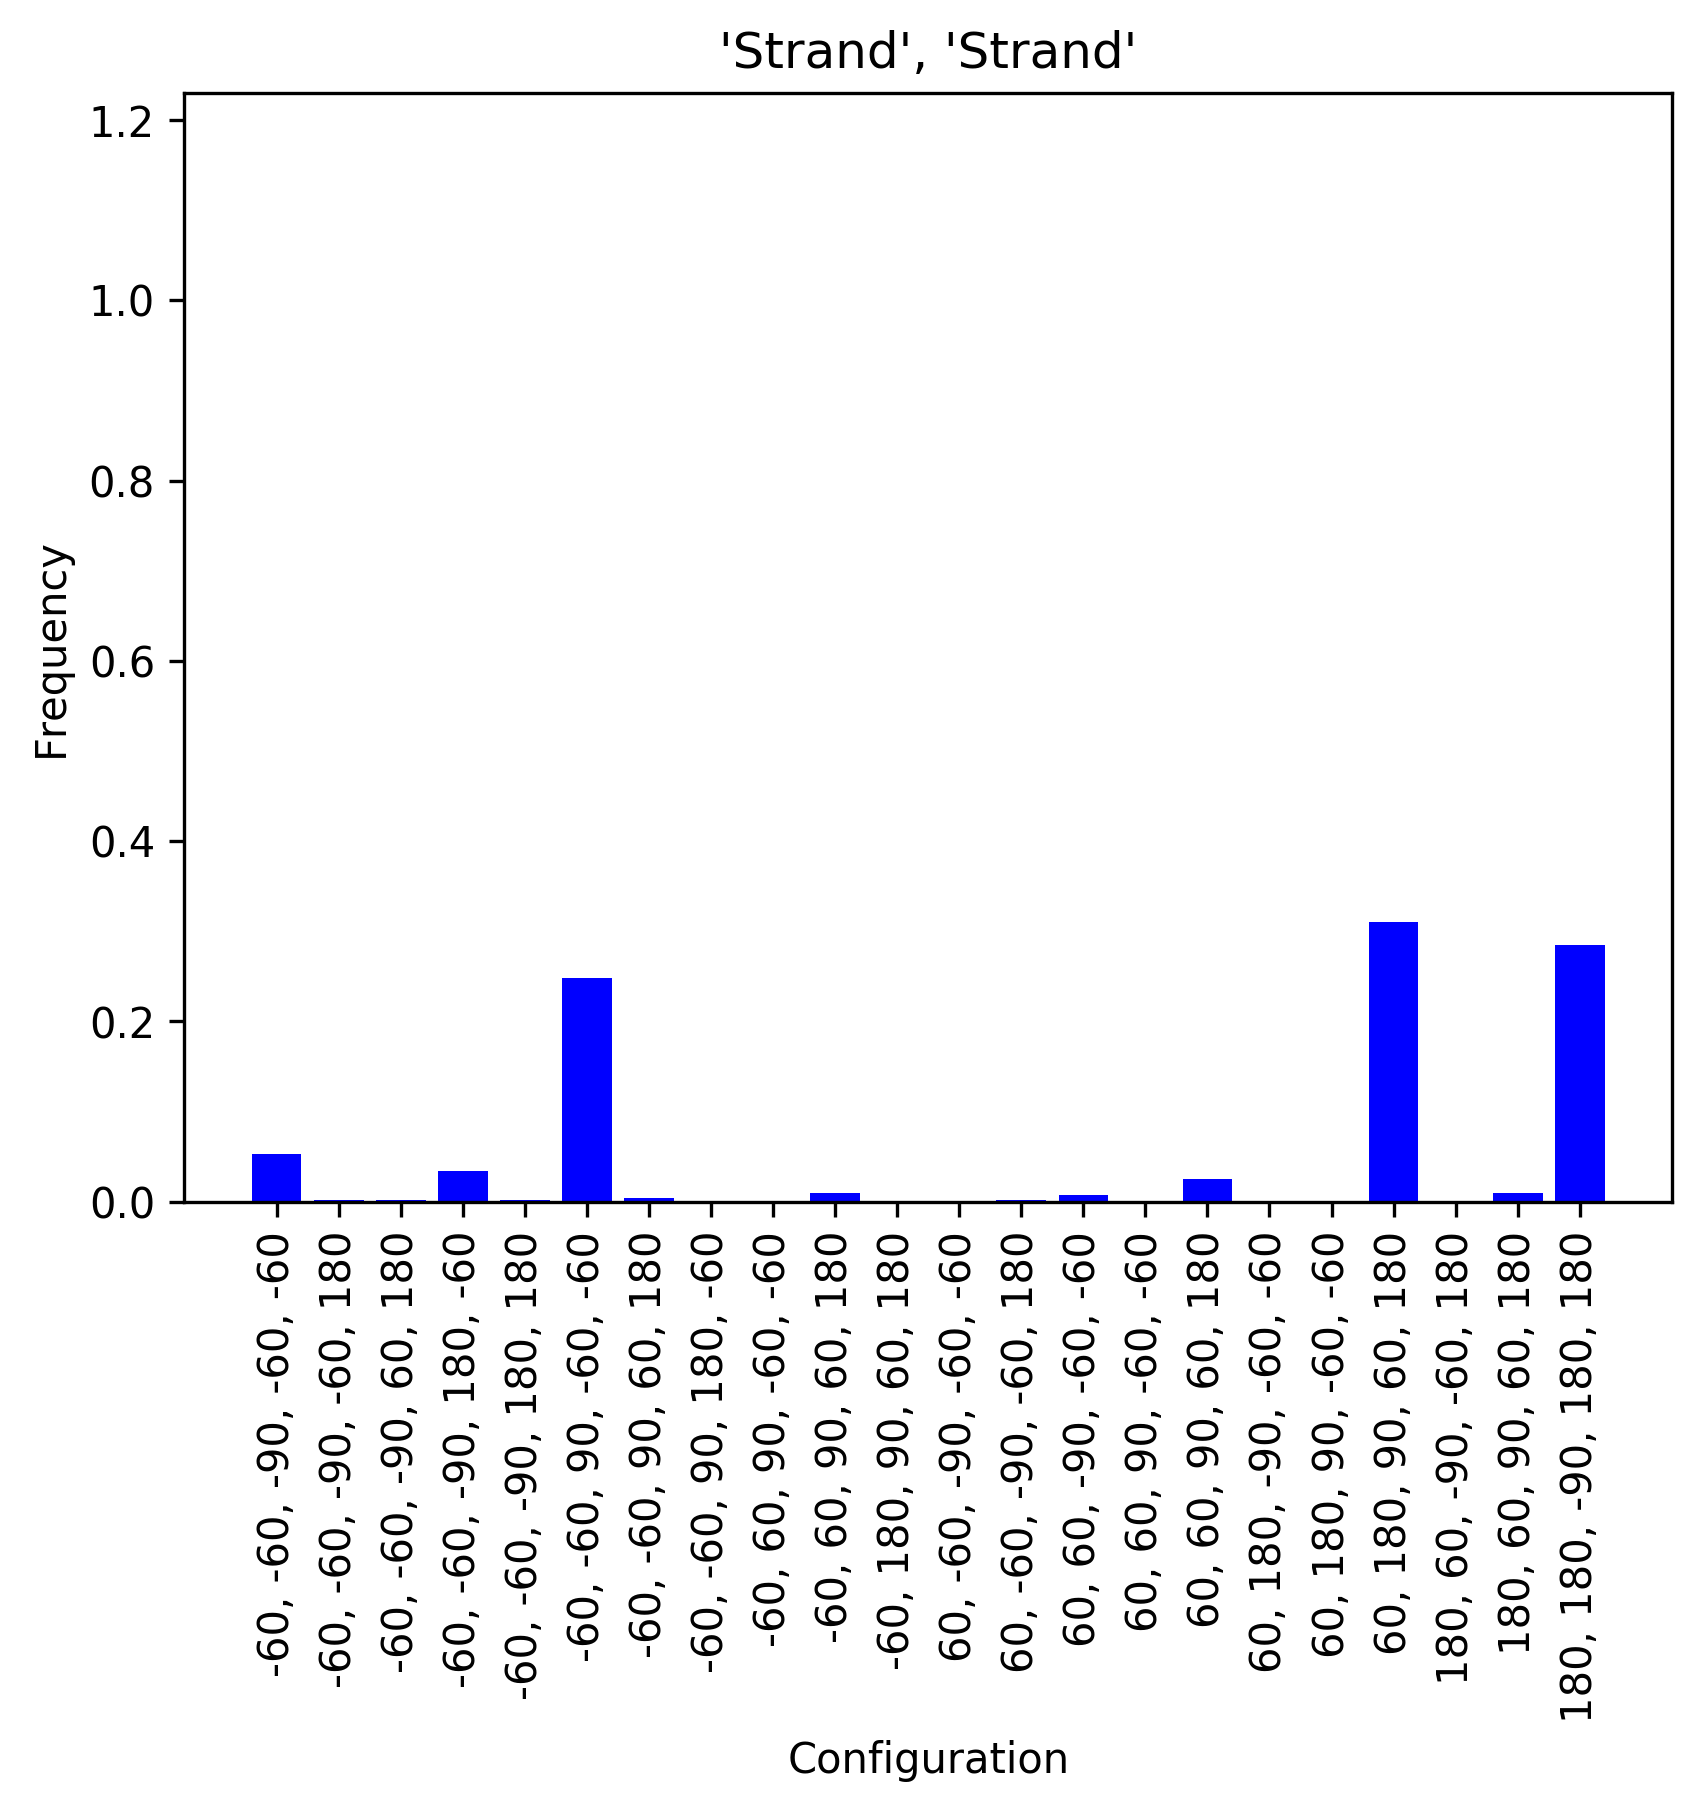 'Strand', 'Strand'
1.2
1.0
0.8
0.6
0.4
0.2
0.0
Frequency
-60, -60, -90, -60, -60
-60, -60, -90, -60, 180
-60, -60, -90, 60, 180
-60, -60, -90, 180, -60
-60, -60, -90, 180, 180
-60, -60, 90, -60, -60
-60, -60, 90, 60, 180
-60, -60, 90, 180, -60
-60, 60, 90, -60, -60
-60, 60, 90, 60, 180
-60, 180, 90, 60, 180
60, -60, -90, -60, -60
60, -60, -90, -60, 180
60, 60, -90, -60, -60
60, 60, 90, -60, -60
60, 60, 90, 60, 180
60, 180, -90, -60, -60
60, 180, 90, -60, -60
60, 180, 90, 60, 180
180, 60, -90, -60, 180
180, 60, 90, 60, 180
180, 180, -90, 180, 180
Configuration